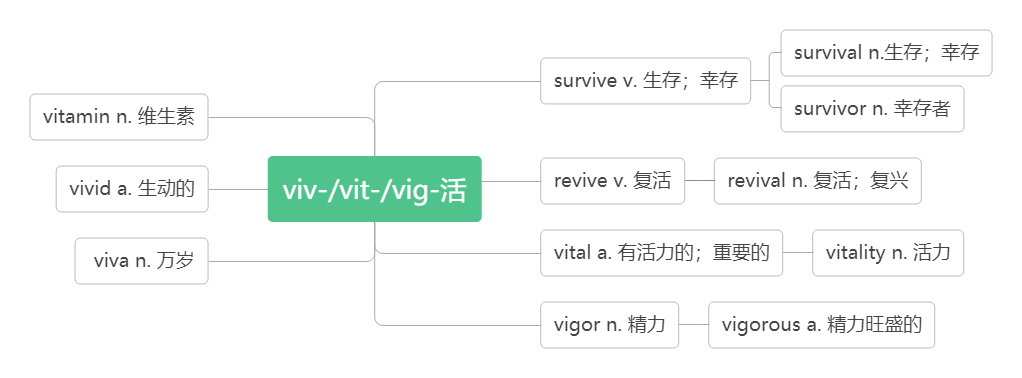 viv-/vit-/vig-活
vitamin n. 维生素
vivid a. 生动的
viva n. 万岁
survive v. 生存；幸存
survival n.生存；幸存
survivor n. 幸存者
revive v. 复活
revival n. 复活；复兴
vital a. 有活力的；重要的
vitality n. 活力
vigor n. 精力
vigorous a. 精力旺盛的